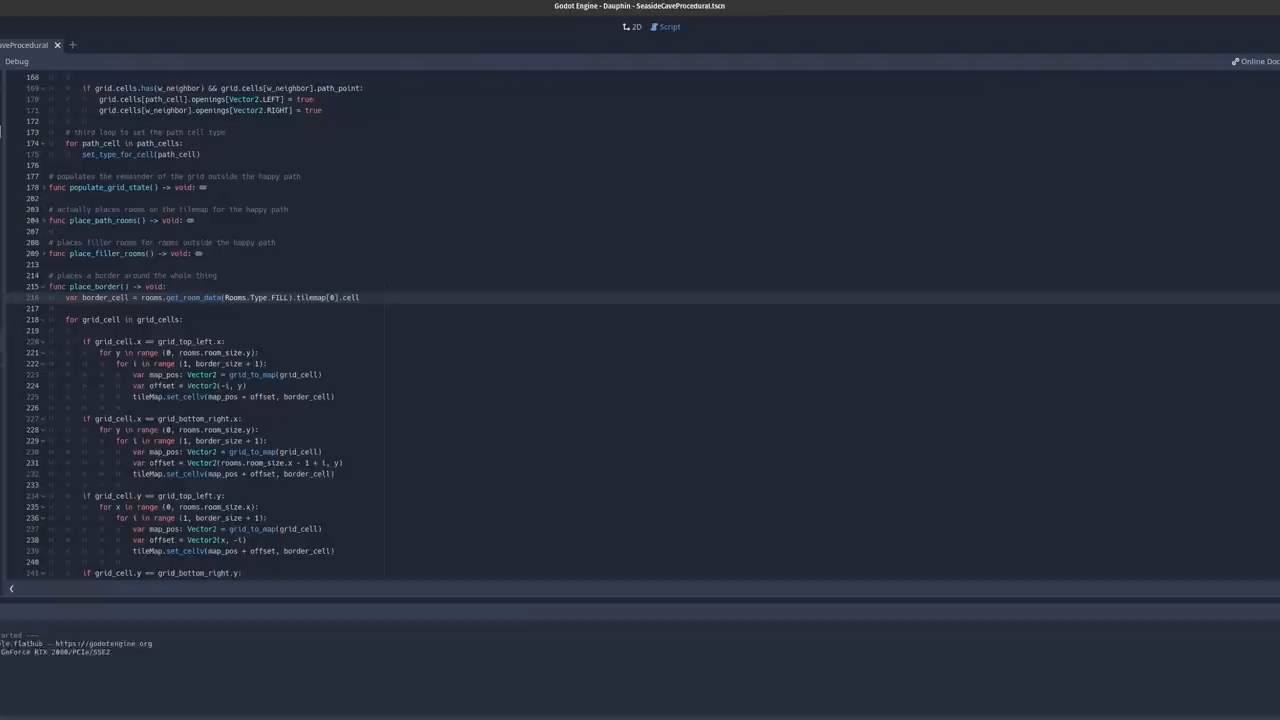 Godot Engine - Dauphin - SeasideCaveProcedural.tscn
2D Script
aveProcedural
Debug
Online Doc
168
169 if grid.cells.has(w_neighbor) && grid.cells[w_neighbor].path_point:
170 grid.cells[path_cell].openings[Vector2.LEFT] = true
171 grid.cells[w_neighbor].openings[Vector2.RIGHT] = true
172
173 # third loop to set the path cell type
174 for path_cell in path_cells:
175 set_type_for_cell(path_cell)
176
177 # populates the remainder of the grid outside the happy path
178 func populate_grid_state() -> void:
202
203 # actually places rooms on the tilemap for the happy path
204 func place_path_rooms() -> void:
207
208 # places filler rooms for rooms outside the happy path
209 func place_filler_rooms() -> void:
213
214 # places a border around the whole thing
215 func place_border() -> void:
216 var border_cell = rooms.get_room_data(Rooms.Type.FILL).tilemap[0].cell
217
218 for grid_cell in grid_cells:
219
220 if grid_cell.x == grid_top_left.x:
221 for y in range (0, rooms.room_size.y):
222 for i in range (1, border_size + 1):
223 var map_pos: Vector2 = grid_to_map(grid_cell)
224 var offset = Vector2(-i, y)
225 tileMap.set_cellv(map_pos + offset, border_cell)
226
227 if grid_cell.x == grid_bottom_right.x:
228 for y in range (0, rooms.room_size.y):
229 for i in range (1, border_size + 1):
230 var map_pos: Vector2 = grid_to_map(grid_cell)
231 var offset = Vector2(rooms.room_size.x - 1 + i, y)
232 tileMap.set_cellv(map_pos + offset, border_cell)
233
234 if grid_cell.y == grid_top_left.y:
235 for x in range (0, rooms.room_size.x):
236 for i in range (1, border_size + 1):
237 var map_pos: Vector2 = grid_to_map(grid_cell)
238 var offset = Vector2(x, -i)
239 tileMap.set_cellv(map_pos + offset, border_cell)
240
241 if grid_cell.y == grid_bottom_right.y:
arted ---
ble.flathub - https://godotengine.org
GeForce RTX 2080/PCIe/SSE2